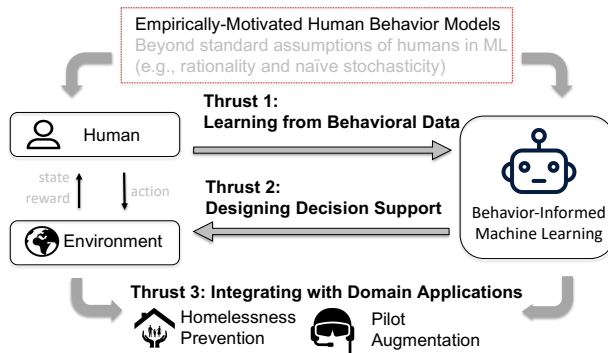 Empirically-Motivated Human Behavior Models
Beyond standard assumptions of humans in ML
(e.g., rationality and naïve stochasticity)
Thrust 1:
Learning from Behavioral Data
Human
state
reward
action
Thrust 2:
Designing Decision Support
Environment
Behavior-Informed
Machine Learning
Thrust 3: Integrating with Domain Applications
Homelessness
Prevention
Pilot
Augmentation